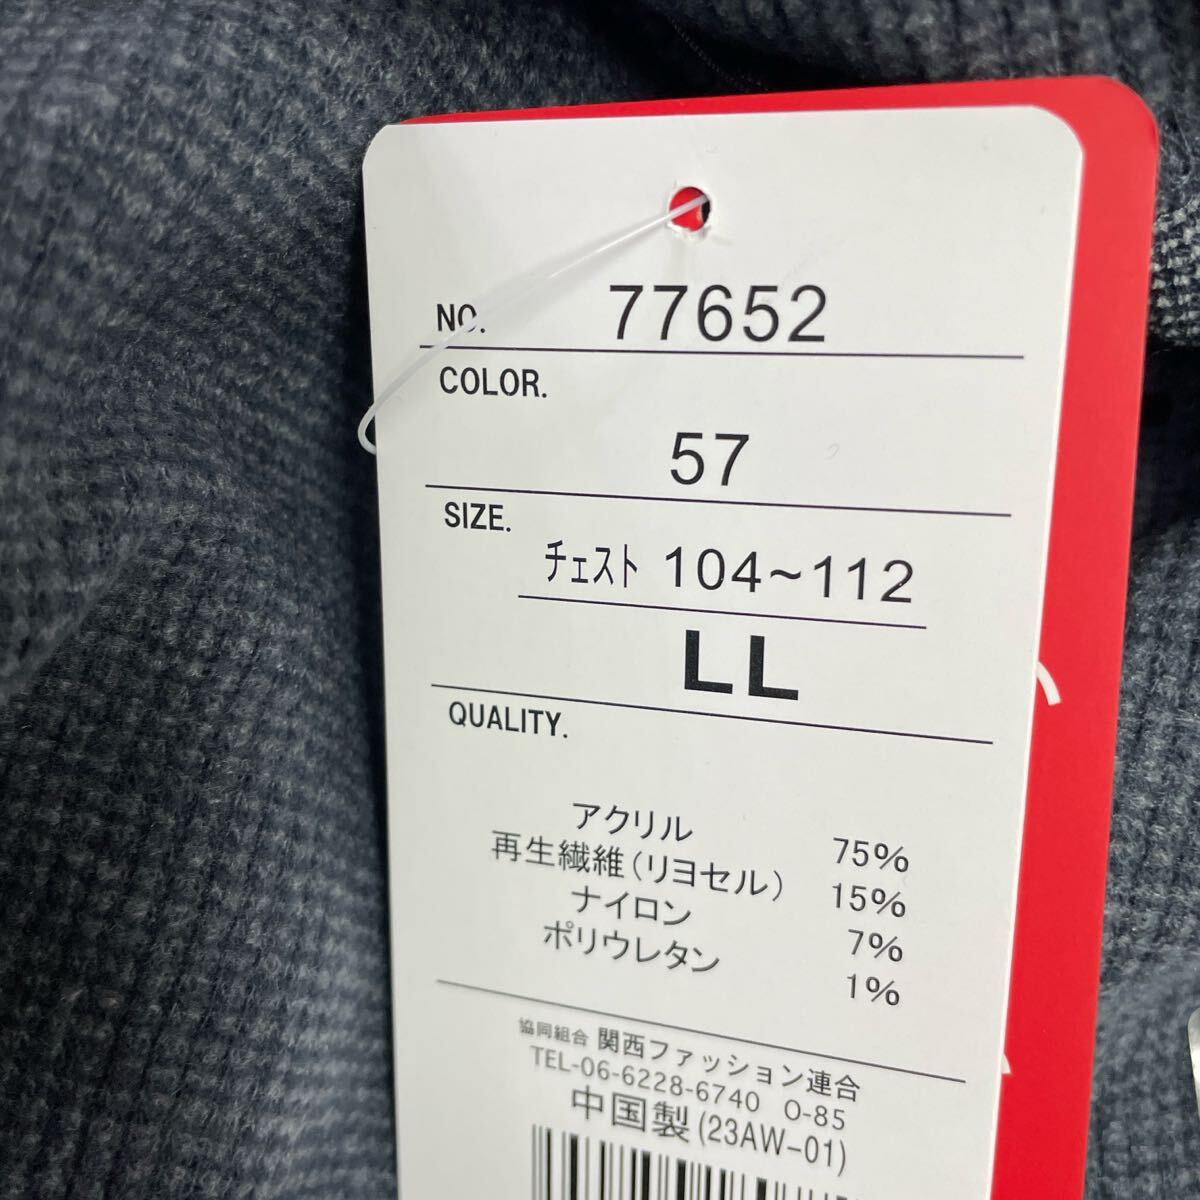 NO. 77652
COLOR.
57
SIZE.
チェスト 104~112
LL
QUALITY.
アクリル 75%
再生繊維(リヨセル) 15%
ナイロン 7%
ポリウレタン 1%
協同組合 関西ファッション連合
TEL-06-6228-6740 O-85
中国製(23AW-01)